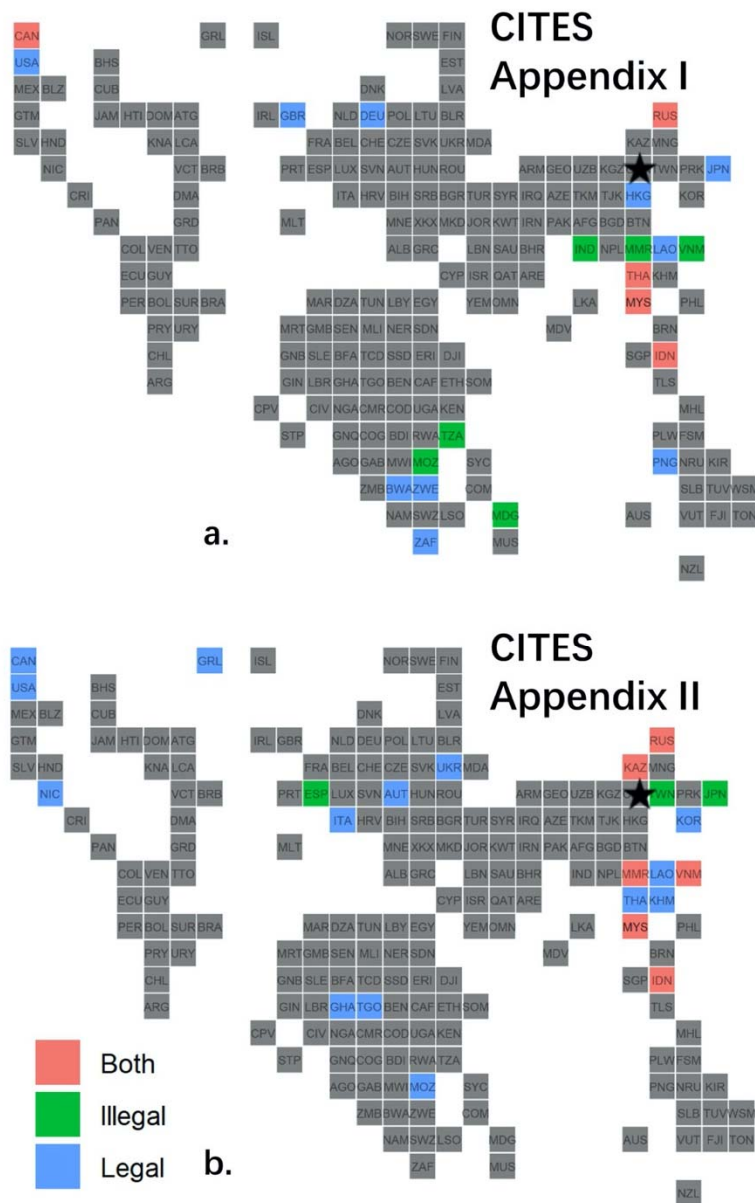 CITES
Appendix I
CAN GRL ISL NOR SWE FIN
USA BHS EST
MEX BLZ CUB DNK LVA
GTM JAM HTI DOM ATG IRL GBR NLD DEU POL LTU BLR RUS
SLV HND KNA LCA FRA BEL CHE CZE SVK UKR MDA KAZ MNG
NIC VCT BRB PRT ESP LUX SVN AUT HUN ROU ARM GEO UZB KGZ TWN PRK JPN
CRI DMA ITA HRV BIH SRB BGR TUR SYR IRQ AZE TKM TJK HKG KOR
PAN GRD MLT MNE XKX MKD JOR KWT IRN PAK AFG BGD BTN
COL VEN TTO ALB GRC LBN SAU BHR IND NPL MMR LAO VNM
ECU GUY CYP ISR QAT ARE THA KHM
PER BOL SUR BRA MAR DZA TUN LBY EGY YEM OMN LKA MYS PHL
PRY URY MRT GMB SEN MLI NER SDN MDV BRN
CHL GNB SLE BFA TCD SSD ERI DJI SGP IDN
ARG GIN LBR GHA TGO BEN CAF ETH SOM TLS
CPV CIV NGA CMR COD UGA KEN MHL
STP GNQ COG BDI RWA TZA PLW FSM
AGO GAB MWI MOZ SYC PNG NRU KIR
ZMB BWA ZWE COM SLB TUV WSM
NAM SWZ LSO MDG AUS VUT FJI TON
a. ZAF MUS
NZL
CITES
Appendix II
CAN GRL ISL NOR SWE FIN
USA BHS EST
MEX BLZ CUB DNK LVA
GTM JAM HTI DOM ATG IRL GBR NLD DEU POL LTU BLR RUS
SLV HND KNA LCA FRA BEL CHE CZE SVK UKR MDA KAZ MNG
NIC VCT BRB PRT ESP LUX SVN AUT HUN ROU ARM GEO UZB KGZ TWN PRK JPN
CRI DMA ITA HRV BIH SRB BGR TUR SYR IRQ AZE TKM TJK HKG KOR
PAN GRD MLT MNE XKX MKD JOR KWT IRN PAK AFG BGD BTN
COL VEN TTO ALB GRC LBN SAU BHR IND NPL MMR LAO VNM
ECU GUY CYP ISR QAT ARE THA KHM
PER BOL SUR BRA MAR DZA TUN LBY EGY YEM OMN LKA MYS PHL
PRY URY MRT GMB SEN MLI NER SDN MDV BRN
CHL GNB SLE BFA TCD SSD ERI DJI SGP IDN
ARG GIN LBR GHA TGO BEN CAF ETH SOM TLS
CPV CIV NGA CMR COD UGA KEN MHL
STP GNQ COG BDI RWA TZA PLW FSM
AGO GAB MWI MOZ SYC PNG NRU KIR
ZMB BWA ZWE COM SLB TUV WSM
NAM SWZ LSO MDG AUS VUT FJI TON
ZAF MUS
NZL
Both
Illegal
Legal
b.